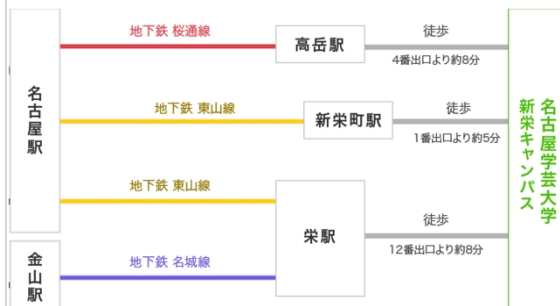 名古屋駅
地下鉄 桜通線
高岳駅
徒歩
4番出口より約8分
地下鉄 東山線
新栄町駅
徒歩
1番出口より約5分
地下鉄 東山線
栄駅
徒歩
12番出口より約8分
金山駅
地下鉄 名城線
名古屋学芸大学
新栄キャンパス